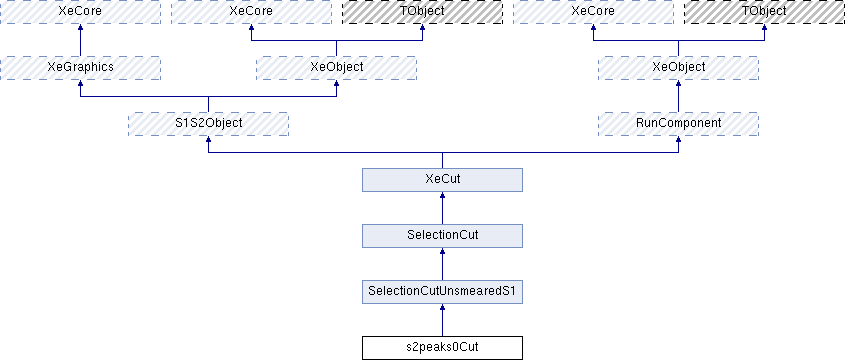 XeCore
XeCore
TObject
XeCore
TObject
XeGraphics
XeObject
XeObject
S1S2Object
RunComponent
XeCut
SelectionCut
SelectionCutUnsmearedS1
s2peaks0Cut